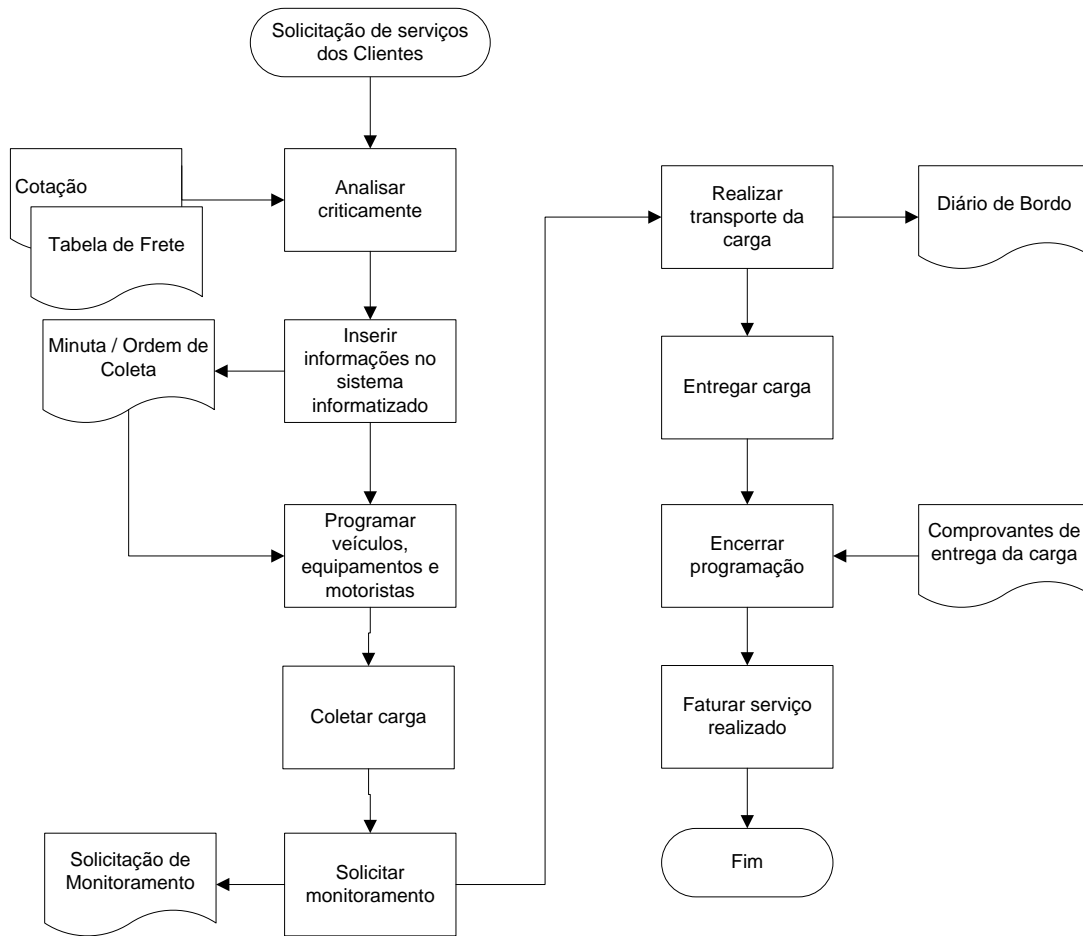 Solicitação de serviços
dos Clientes
Cotação
Tabela de Frete
Analisar
criticamente
Minuta / Ordem de
Coleta
Inserir
informações no
sistema
informatizado
Programar
veículos,
equipamentos e
motoristas
Coletar carga
Solicitação de
Monitoramento
Solicitar
monitoramento
Realizar
transporte da
carga
Diário de Bordo
Entregar carga
Encerrar
programação
Comprovantes de
entrega da carga
Faturar serviço
realizado
Fim